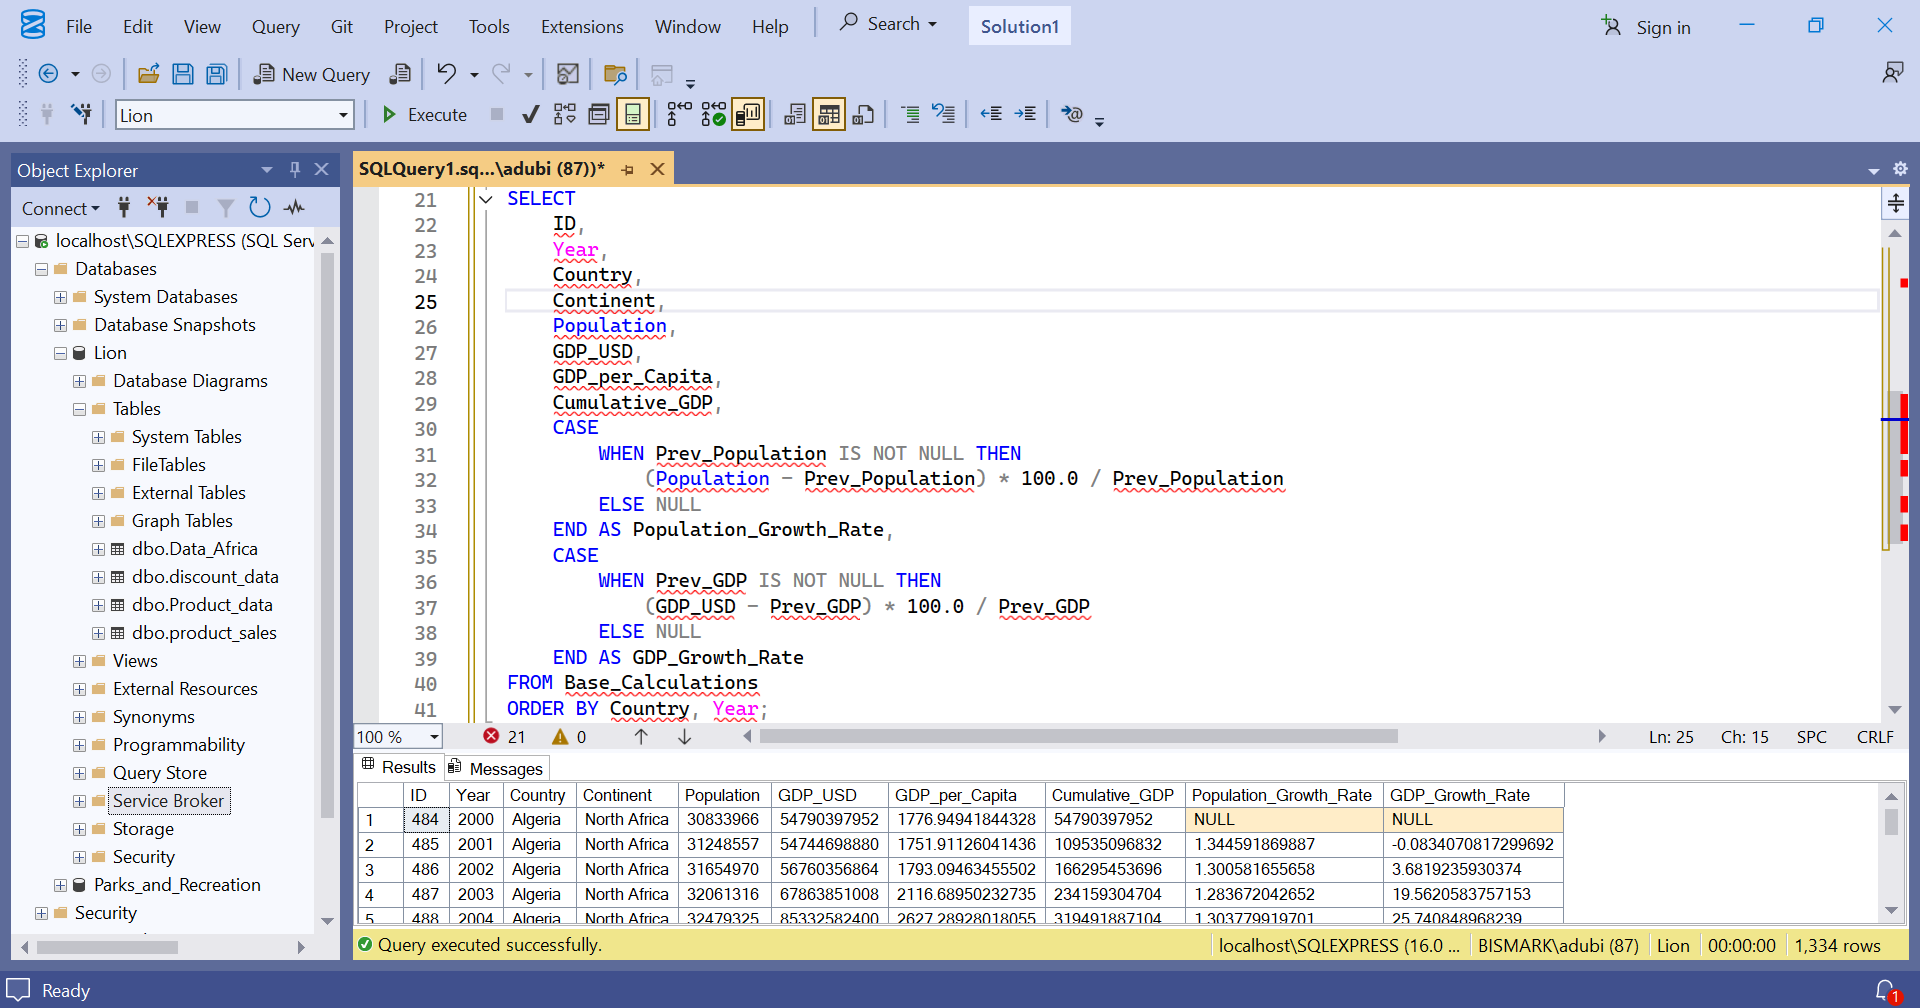 File Edit View Query Git Project Tools Extensions Window Help Search Solution1 Sign in
New Query
Lion Execute
Object Explorer
Connect
localhost\SQLEXPRESS (SQL Serv
Databases
System Databases
Database Snapshots
Lion
Database Diagrams
Tables
System Tables
FileTables
External Tables
Graph Tables
dbo.Data_Africa
dbo.discount_data
dbo.Product_data
dbo.product_sales
Views
External Resources
Synonyms
Programmability
Query Store
Service Broker
Storage
Security
Parks_and_Recreation
Security
SQLQuery1.sq...\adubi (87))*
21 SELECT
22 ID,
23 Year,
24 Country,
25 Continent,
26 Population,
27 GDP_USD,
28 GDP_per_Capita,
29 Cumulative_GDP,
30 CASE
31 WHEN Prev_Population IS NOT NULL THEN
32 (Population - Prev_Population) * 100.0 / Prev_Population
33 ELSE NULL
34 END AS Population_Growth_Rate,
35 CASE
36 WHEN Prev_GDP IS NOT NULL THEN
37 (GDP_USD - Prev_GDP) * 100.0 / Prev_GDP
38 ELSE NULL
39 END AS GDP_Growth_Rate
40 FROM Base_Calculations
41 ORDER BY Country, Year;
100 % 21 0 Ln: 25 Ch: 15 SPC CRLF
Results Messages
ID Year Country Continent Population GDP_USD GDP_per_Capita Cumulative_GDP Population_Growth_Rate GDP_Growth_Rate
1 484 2000 Algeria North Africa 30833966 54790397952 1776.94941844328 54790397952 NULL NULL
2 485 2001 Algeria North Africa 31248557 54744698880 1751.91126041436 109535096832 1.344591869887 -0.0834070817299692
3 486 2002 Algeria North Africa 31654970 56760356864 1793.09463455502 166295453696 1.300581655658 3.6819235930374
4 487 2003 Algeria North Africa 32061316 67863851008 2116.68950232735 234159304704 1.283672042652 19.5620583757153
5 488 2004 Algeria North Africa 32479325 85332582400 2627.28928018055 319491887104 1.303779919701 25.740848968239
Query executed successfully. localhost\SQLEXPRESS (16.0 ... BISMARK\adubi (87) Lion 00:00:00 1,334 rows
Ready 1